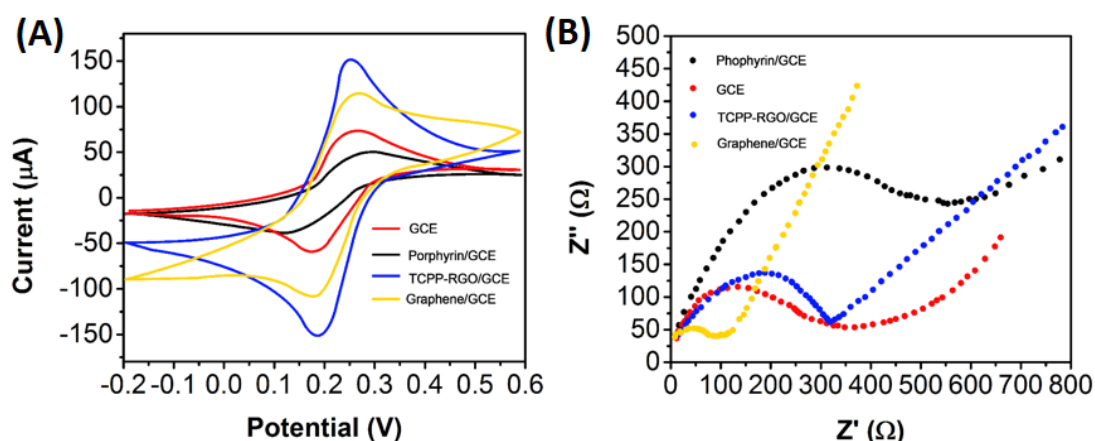 (A)
150
100
50
0
-50
-100
-150
Current (µA)
GCE
Porphyrin/GCE
TCPP-RGO/GCE
Graphene/GCE
-0.2 -0.1 0.0 0.1 0.2 0.3 0.4 0.5 0.6
Potential (V)
(B)
500
450
400
350
300
250
200
150
100
50
0
Z'' (Ω)
Phophyrin/GCE
GCE
TCPP-RGO/GCE
Graphene/GCE
0 100 200 300 400 500 600 700 800
Z' (Ω)